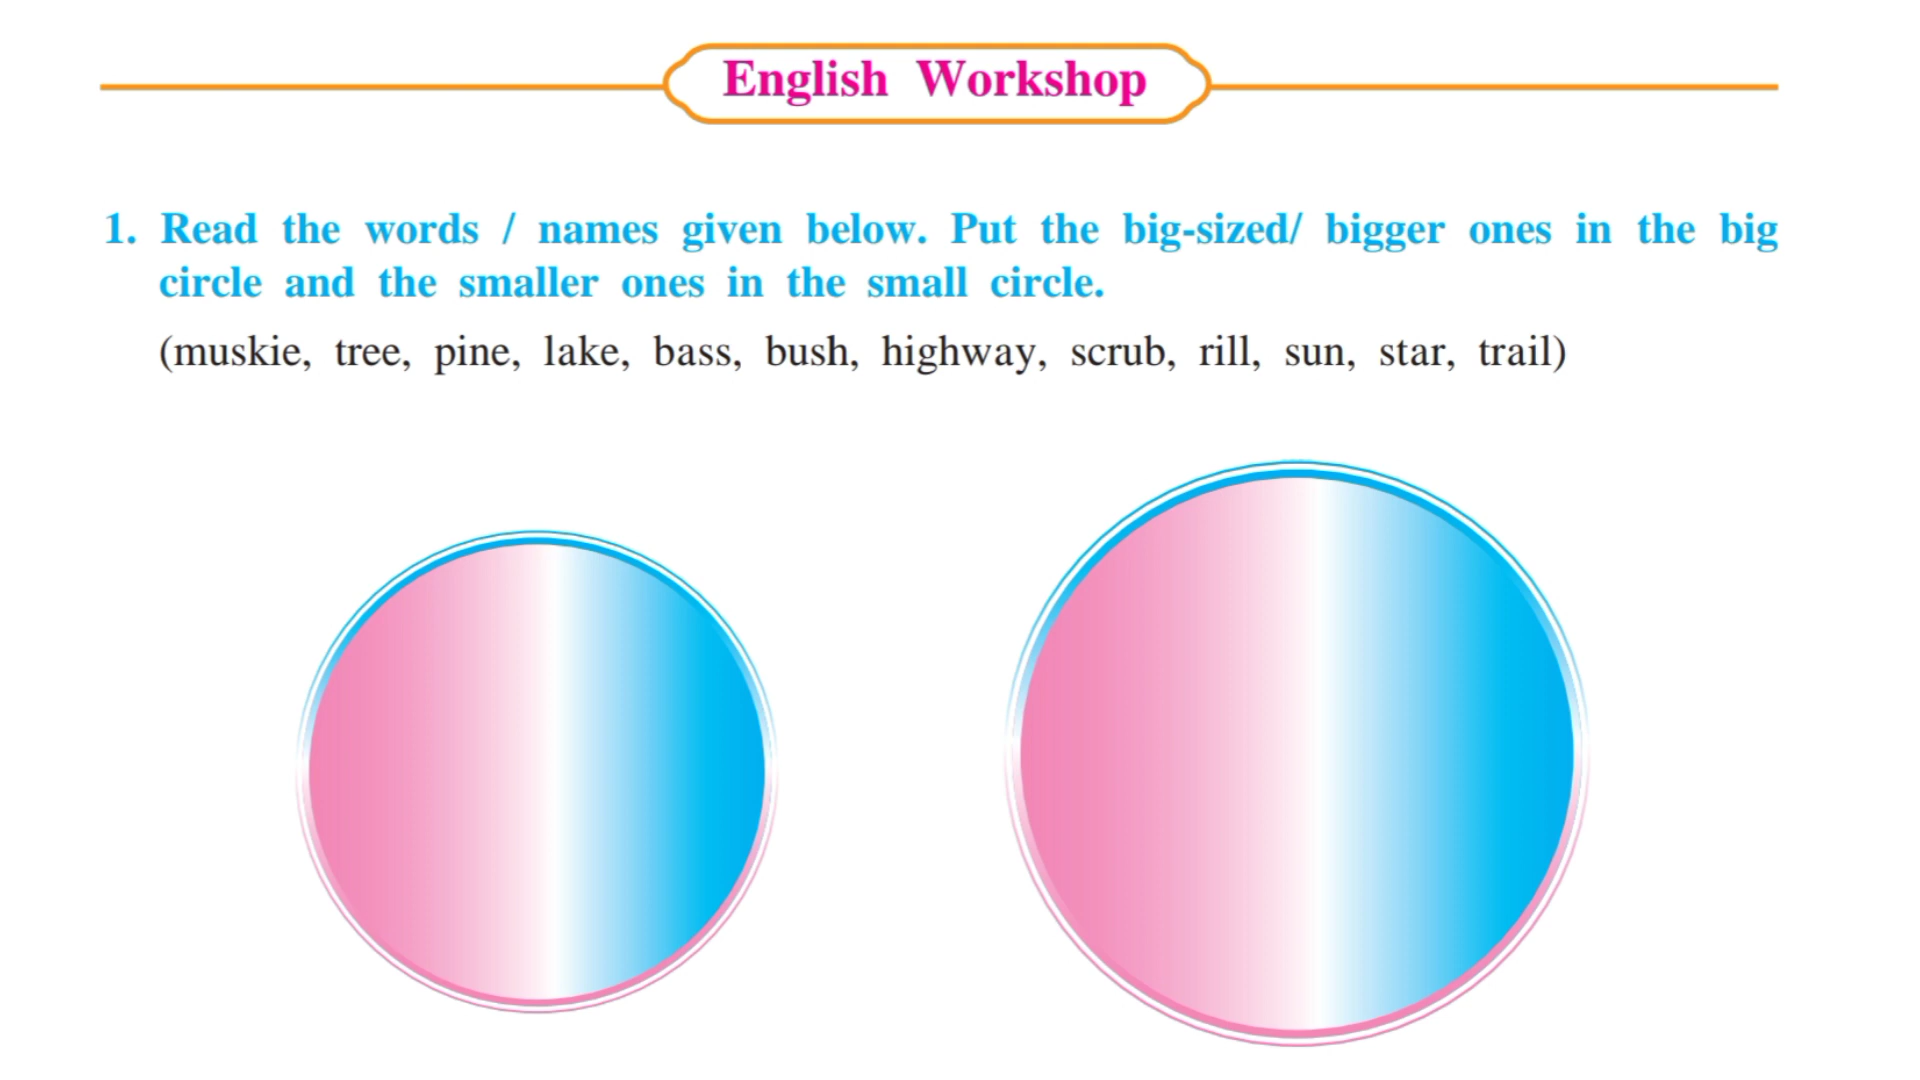 English Workshop
1. Read the words / names given below. Put the big-sized/ bigger ones in the big
circle and the smaller ones in the small circle.
(muskie, tree, pine, lake, bass, bush, highway, scrub, rill, sun, star, trail)